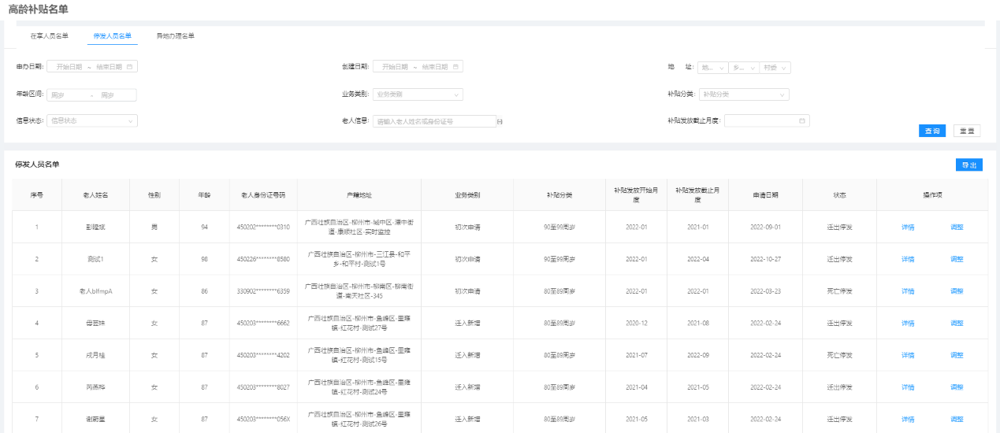 高龄补贴名单
在享人员名单 停发人员名单 异地办理名单
申办日期: 开始日期 ~ 结束日期 创建日期: 开始日期 ~ 结束日期 地 址: 地... 乡... 村委
年龄区间: 周岁 ~ 周岁 业务类别: 业务类别 补贴分类: 补贴分类
信息状态: 信息状态 老人信息: 请输入老人姓名或身份证号 补贴发放截止月度:
查询 重置
停发人员名单 导出
序号 老人姓名 性别 年龄 老人身份证号码 户籍地址 业务类别 补贴分类 补贴发放开始月度 补贴发放截止月度 申请日期 状态 操作项
1 彭隆斌 男 94 450202********0310 广西壮族自治区-柳州市-城中区-潭中街道-康顺社区-实时监控 初次申请 90至99周岁 2022-01 2021-01 2022-09-01 迁出停发 详情 调整
2 测试1 女 98 450226********8580 广西壮族自治区-柳州市-三江县-和平乡-和平村-测试1号 初次申请 90至99周岁 2022-01 2022-04 2022-10-27 迁出停发 详情 调整
3 老人blfmpA 女 86 330902********6359 广西壮族自治区-柳州市-柳南区-柳南街道-南天社区-345 初次申请 80至89周岁 2022-01 2022-01 2022-03-23 死亡停发 详情 调整
4 毋芸妹 女 87 450203********6662 广西壮族自治区-柳州市-鱼峰区-里雍镇-红花村-测试27号 迁入新增 80至89周岁 2020-12 2021-08 2022-02-24 迁出停发 详情 调整
5 戌月桂 女 87 450203********4202 广西壮族自治区-柳州市-鱼峰区-里雍镇-红花村-测试15号 迁入新增 80至89周岁 2021-07 2022-09 2022-02-24 死亡停发 详情 调整
6 芮燕桦 女 87 450203********8027 广西壮族自治区-柳州市-鱼峰区-里雍镇-红花村-测试24号 迁入新增 80至89周岁 2021-04 2021-05 2022-02-24 迁出停发 详情 调整
7 谢蔚星 女 87 450203********056X 广西壮族自治区-柳州市-鱼峰区-里雍镇-红花村-测试26号 迁入新增 80至89周岁 2021-05 2021-03 2022-02-24 迁出停发 详情 调整